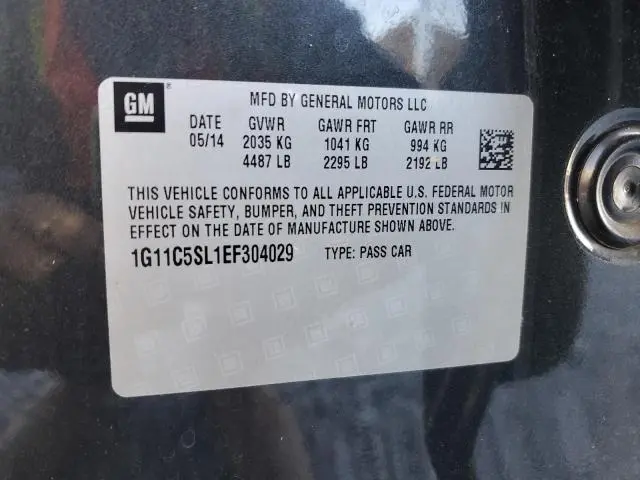 GM ® MFD BY GENERAL MOTORS LLC
DATE GVWR GAWR FRT GAWR RR
05/14 2035 KG 1041 KG 994 KG
4487 LB 2295 LB 2192 LB
THIS VEHICLE CONFORMS TO ALL APPLICABLE U.S. FEDERAL MOTOR
VEHICLE SAFETY, BUMPER, AND THEFT PREVENTION STANDARDS IN
EFFECT ON THE DATE OF MANUFACTURE SHOWN ABOVE.
1G11C5SL1EF304029 TYPE: PASS CAR